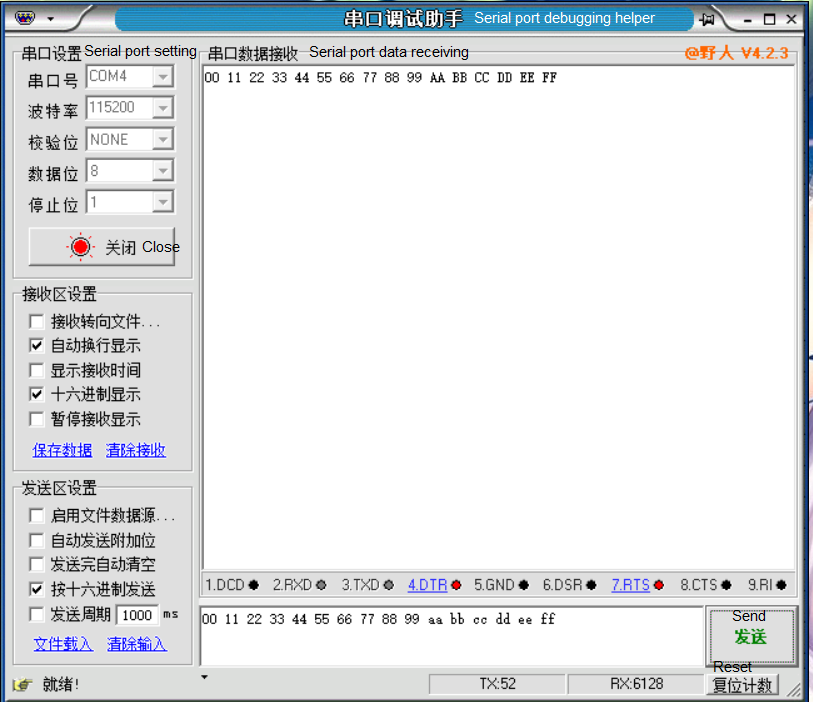 串口调试助手 Serial port debugging helper
串口设置 Serial port setting
串口号 COM4
波特率 115200
校验位 NONE
数据位 8
停止位 1
关闭 Close
接收区设置
接收转向文件...
自动换行显示
显示接收时间
十六进制显示
暂停接收显示
保存数据 清除接收
发送区设置
启用文件数据源...
自动发送附加位
发送完自动清空
按十六进制发送
发送周期 1000 ms
文件载入 清除输入
串口数据接收 Serial port data receiving
@野人 V4.2.3
00 11 22 33 44 55 66 77 88 99 AA BB CC DD EE FF
1.DCD 2.RXD 3.TXD 4.DTR 5.GND 6.DSR 7.RTS 8.CTS 9.RI
00 11 22 33 44 55 66 77 88 99 aa bb cc dd ee ff
Send
发送
就绪!
TX:52
RX:6128
Reset
复位计数